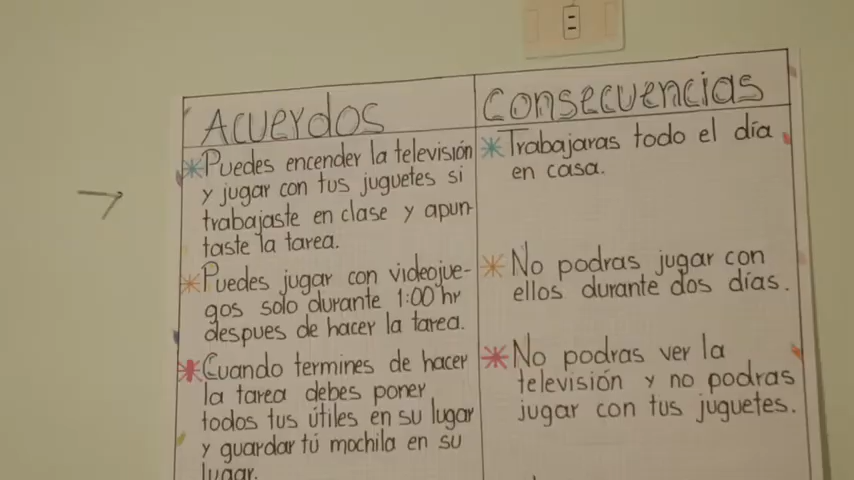 Acuerdos
Consecuencias
Puedes encender la televisión
y jugar con tus juguetes si
trabajaste en clase y apun-
taste la tarea.
Trabajaras todo el día
en casa.
Puedes jugar con videojue-
gos solo durante 1:00 hr
despues de hacer la tarea.
No podras jugar con
ellos durante dos días.
Cuando termines de hacer
la tarea debes poner
todos tus útiles en su lugar
y guardar tú mochila en su
lugar.
No podras ver la
televisión y no podras
jugar con tus juguetes.